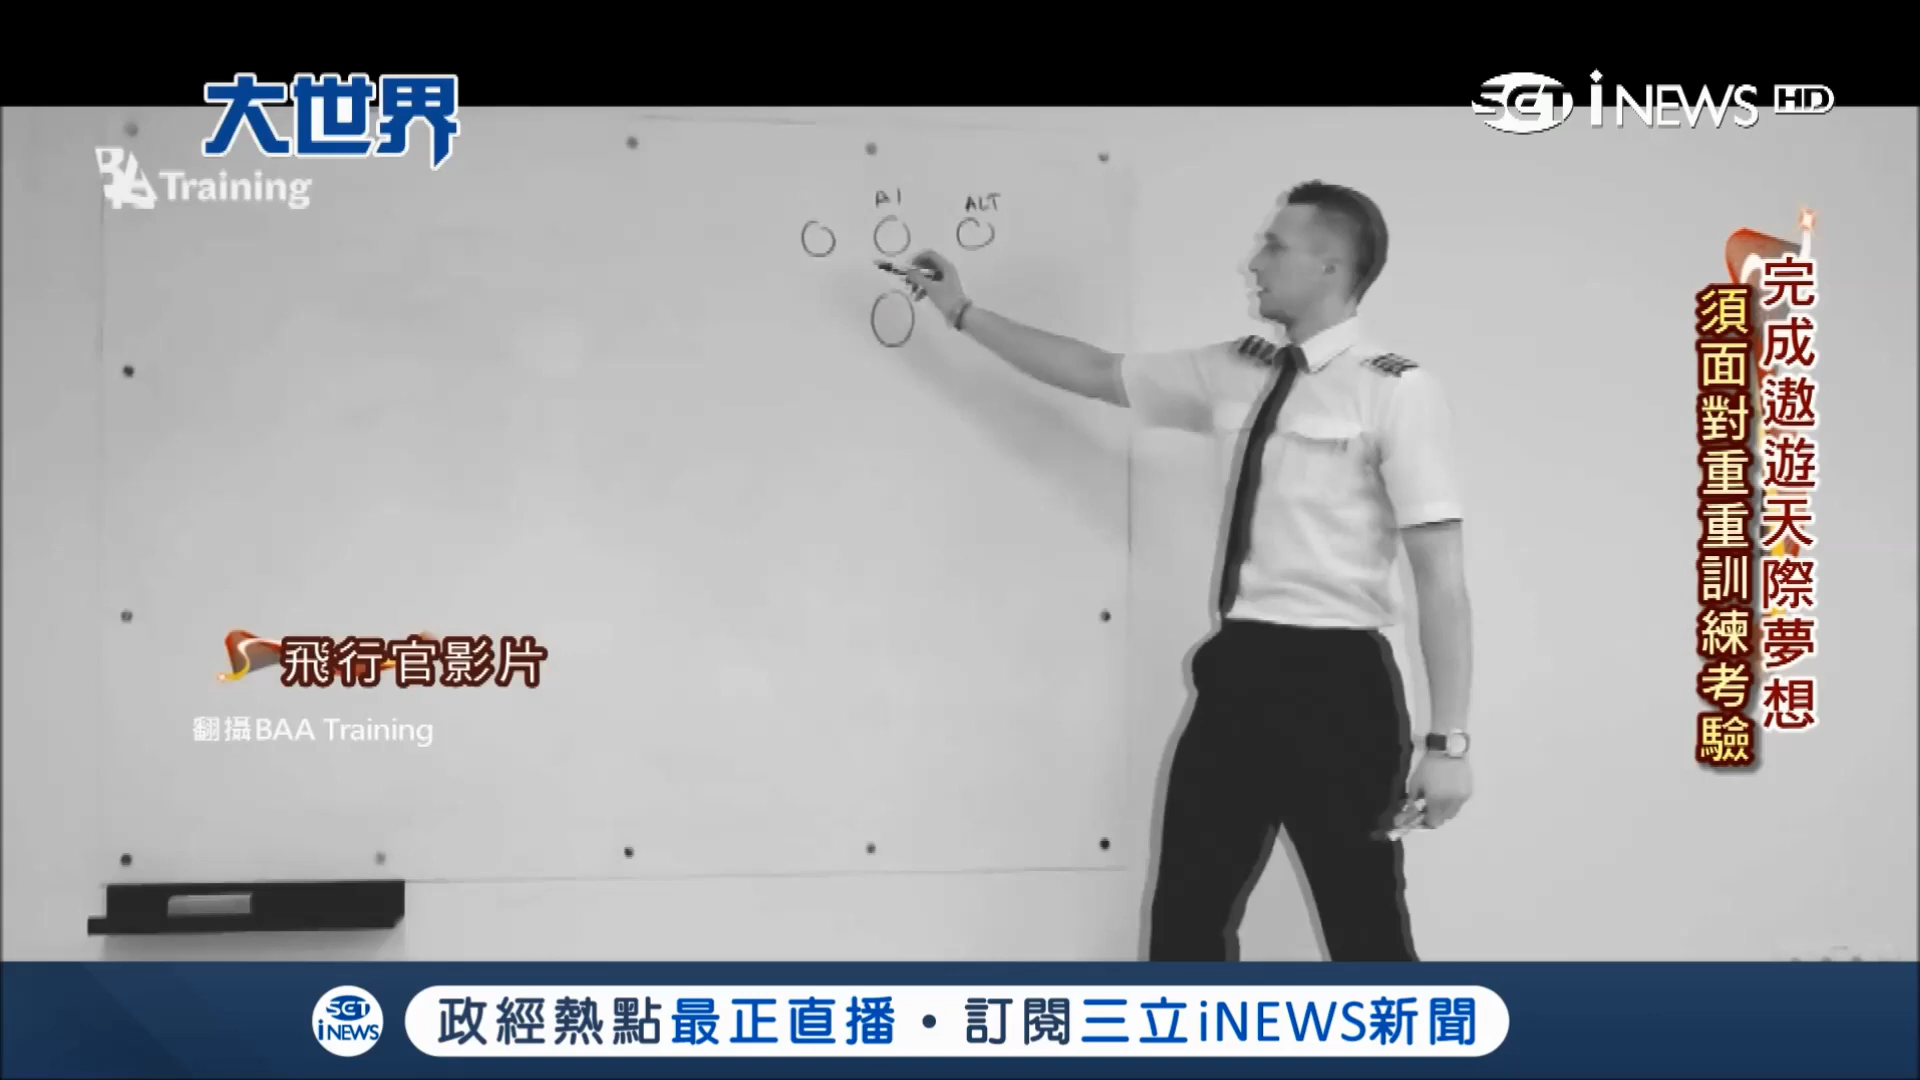 大世界
SET iNEWS HD
BAA Training
AI
ALT
完成遨遊天際夢想
須面對重重訓練考驗
飛行官影片
翻攝BAA Training
SET iNEWS
政經熱點最正直播・訂閱三立iNEWS新聞